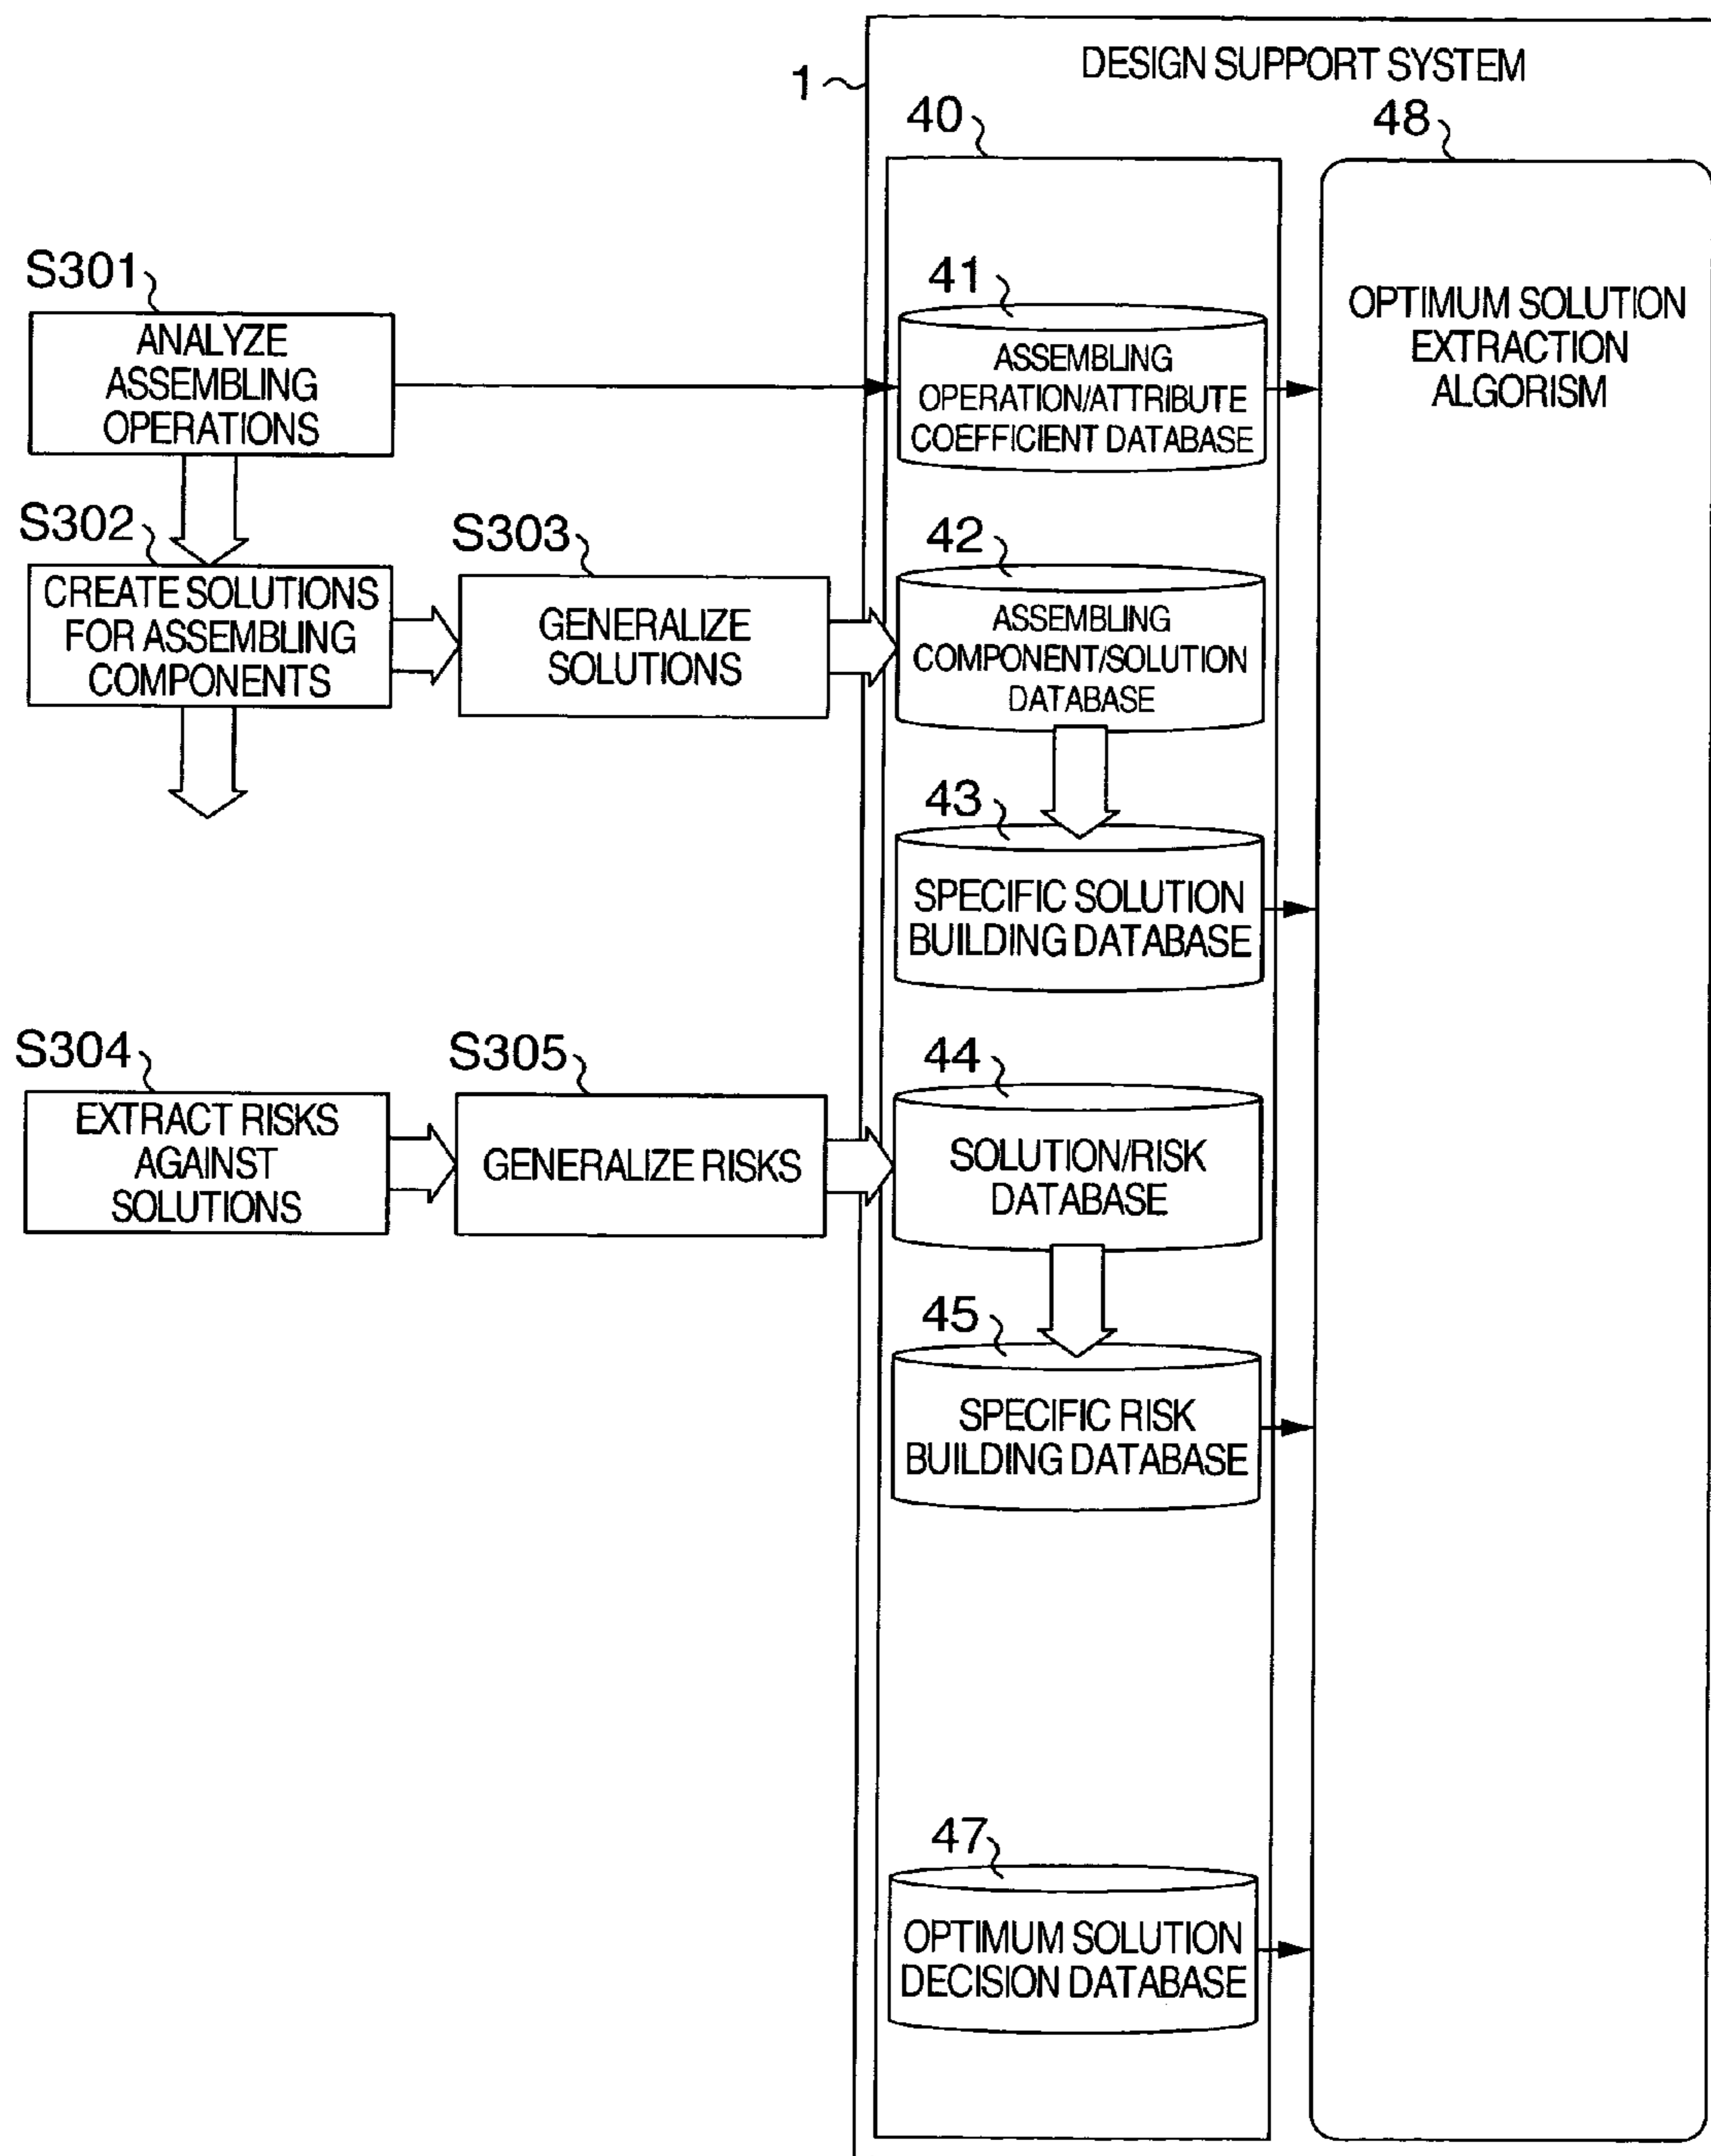 DESIGN SUPPORT SYSTEM
1
40
48
S301
ANALYZE
ASSEMBLING
OPERATIONS
41
ASSEMBLING
OPERATION/ATTRIBUTE
COEFFICIENT DATABASE
OPTIMUM SOLUTION
EXTRACTION
ALGORISM
S302
CREATE SOLUTIONS
FOR ASSEMBLING
COMPONENTS
S303
GENERALIZE
SOLUTIONS
42
ASSEMBLING
COMPONENT/SOLUTION
DATABASE
43
SPECIFIC SOLUTION
BUILDING DATABASE
S304
EXTRACT RISKS
AGAINST
SOLUTIONS
S305
GENERALIZE RISKS
44
SOLUTION/RISK
DATABASE
45
SPECIFIC RISK
BUILDING DATABASE
47
OPTIMUM SOLUTION
DECISION DATABASE